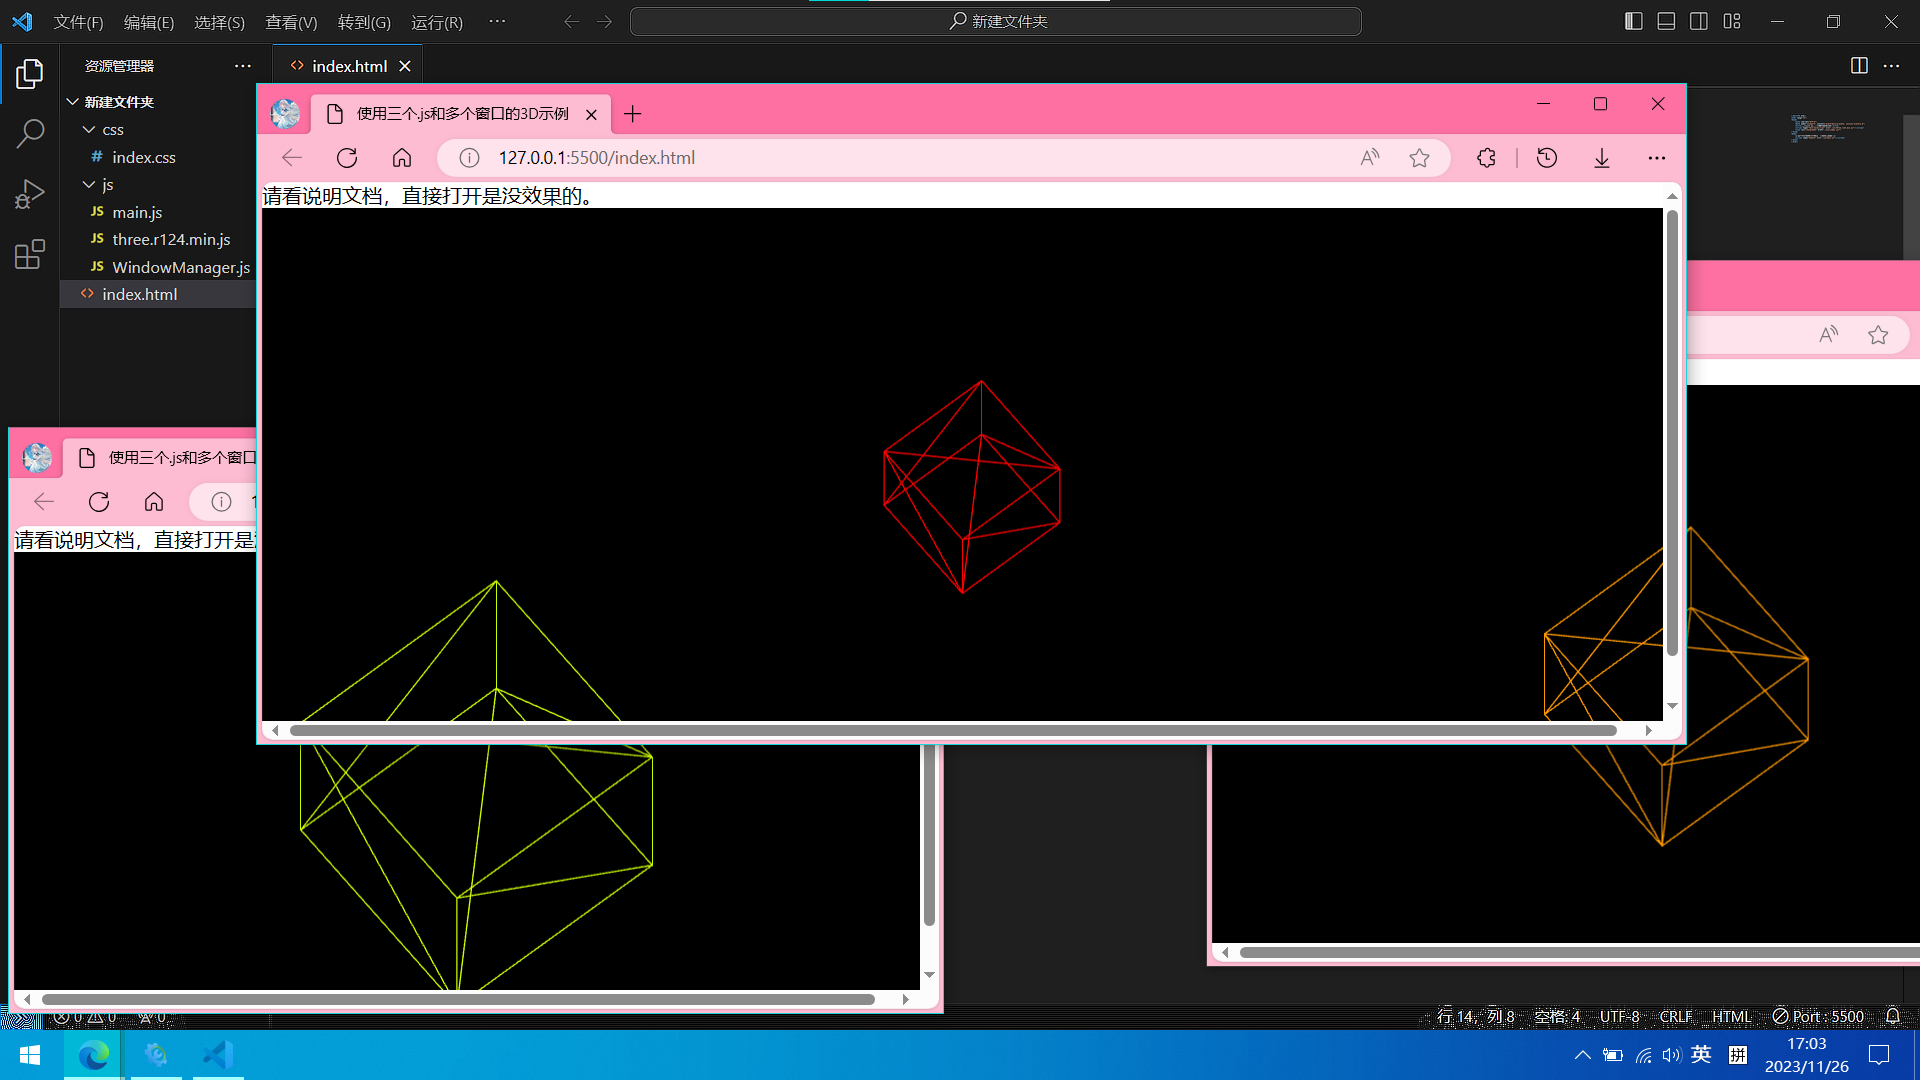 文件(F) 编辑(E) 选择(S) 查看(V) 转到(G) 运行(R) ··· 新建文件夹
资源管理器 ···
index.html
新建文件夹
css
# index.css
js
JS main.js
JS three.r124.min.js
JS WindowManager.js
index.html
使用三个.js和多个窗口的3D示例
127.0.0.1:5500/index.html
请看说明文档，直接打开是没效果的。
使用三个.js和多个窗口
请看说明文档，直接打开是
0 0 0
行 14，列 8 空格: 4 UTF-8 CRLF HTML Port : 5500
英 拼
17:03
2023/11/26